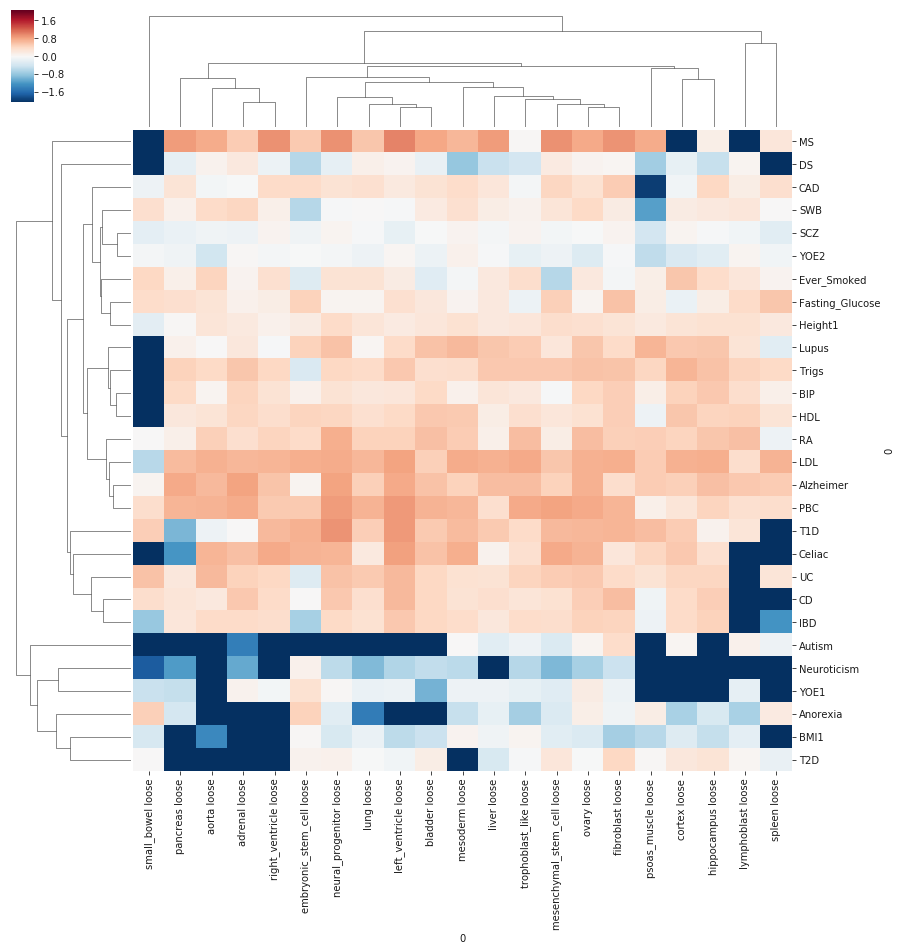 1.6
0.8
0.0
−0.8
−1.6
MS
DS
CAD
SWB
SCZ
YOE2
Ever_Smoked
Fasting_Glucose
Height1
Lupus
Trigs
BIP
HDL
RA
LDL
Alzheimer
PBC
T1D
Celiac
UC
CD
IBD
Autism
Neuroticism
YOE1
Anorexia
BMI1
T2D
0
small_bowel loose
pancreas loose
aorta loose
adrenal loose
right_ventricle loose
embryonic_stem_cell loose
neural_progenitor loose
lung loose
left_ventricle loose
bladder loose
mesoderm loose
liver loose
trophoblast_like loose
mesenchymal_stem_cell loose
ovary loose
fibroblast loose
psoas_muscle loose
cortex loose
hippocampus loose
lymphoblast loose
spleen loose
0